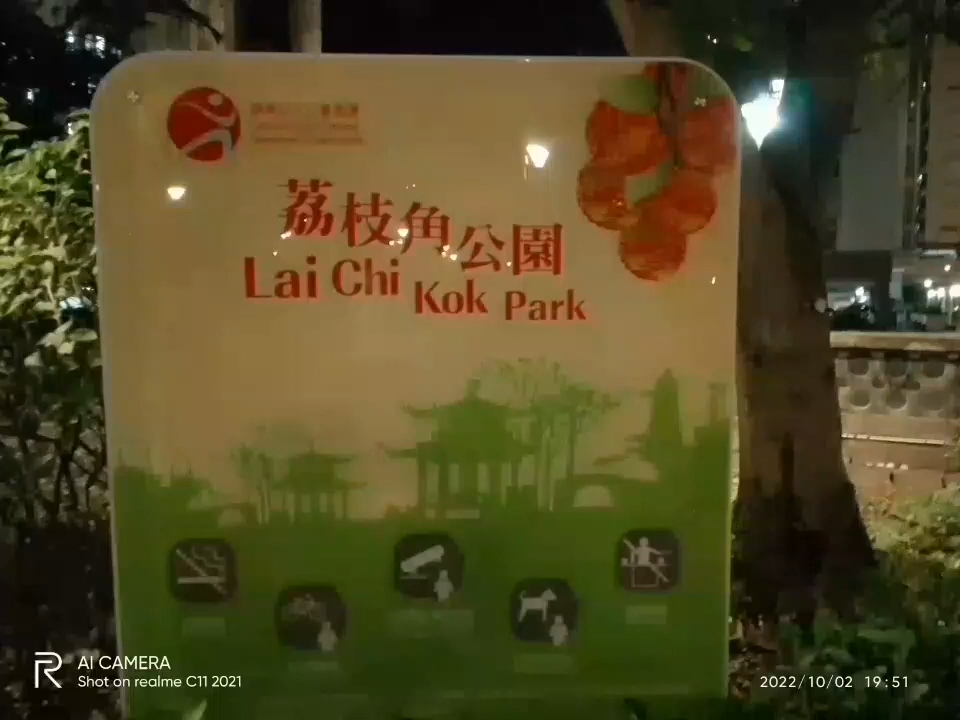 荔枝角公園
Lai Chi Kok Park
AI CAMERA
Shot on realme C11 2021
2022/10/02 19:51